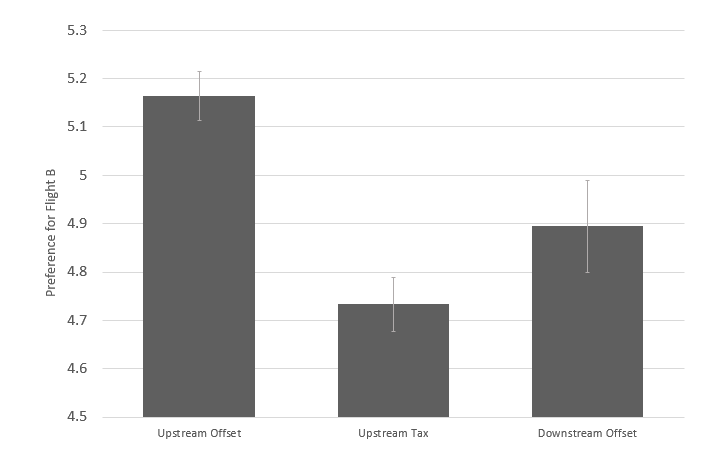 5.3
5.2
5.1
5
4.9
4.8
4.7
4.6
4.5
Preference for Flight B
Upstream Offset
Upstream Tax
Downstream Offset